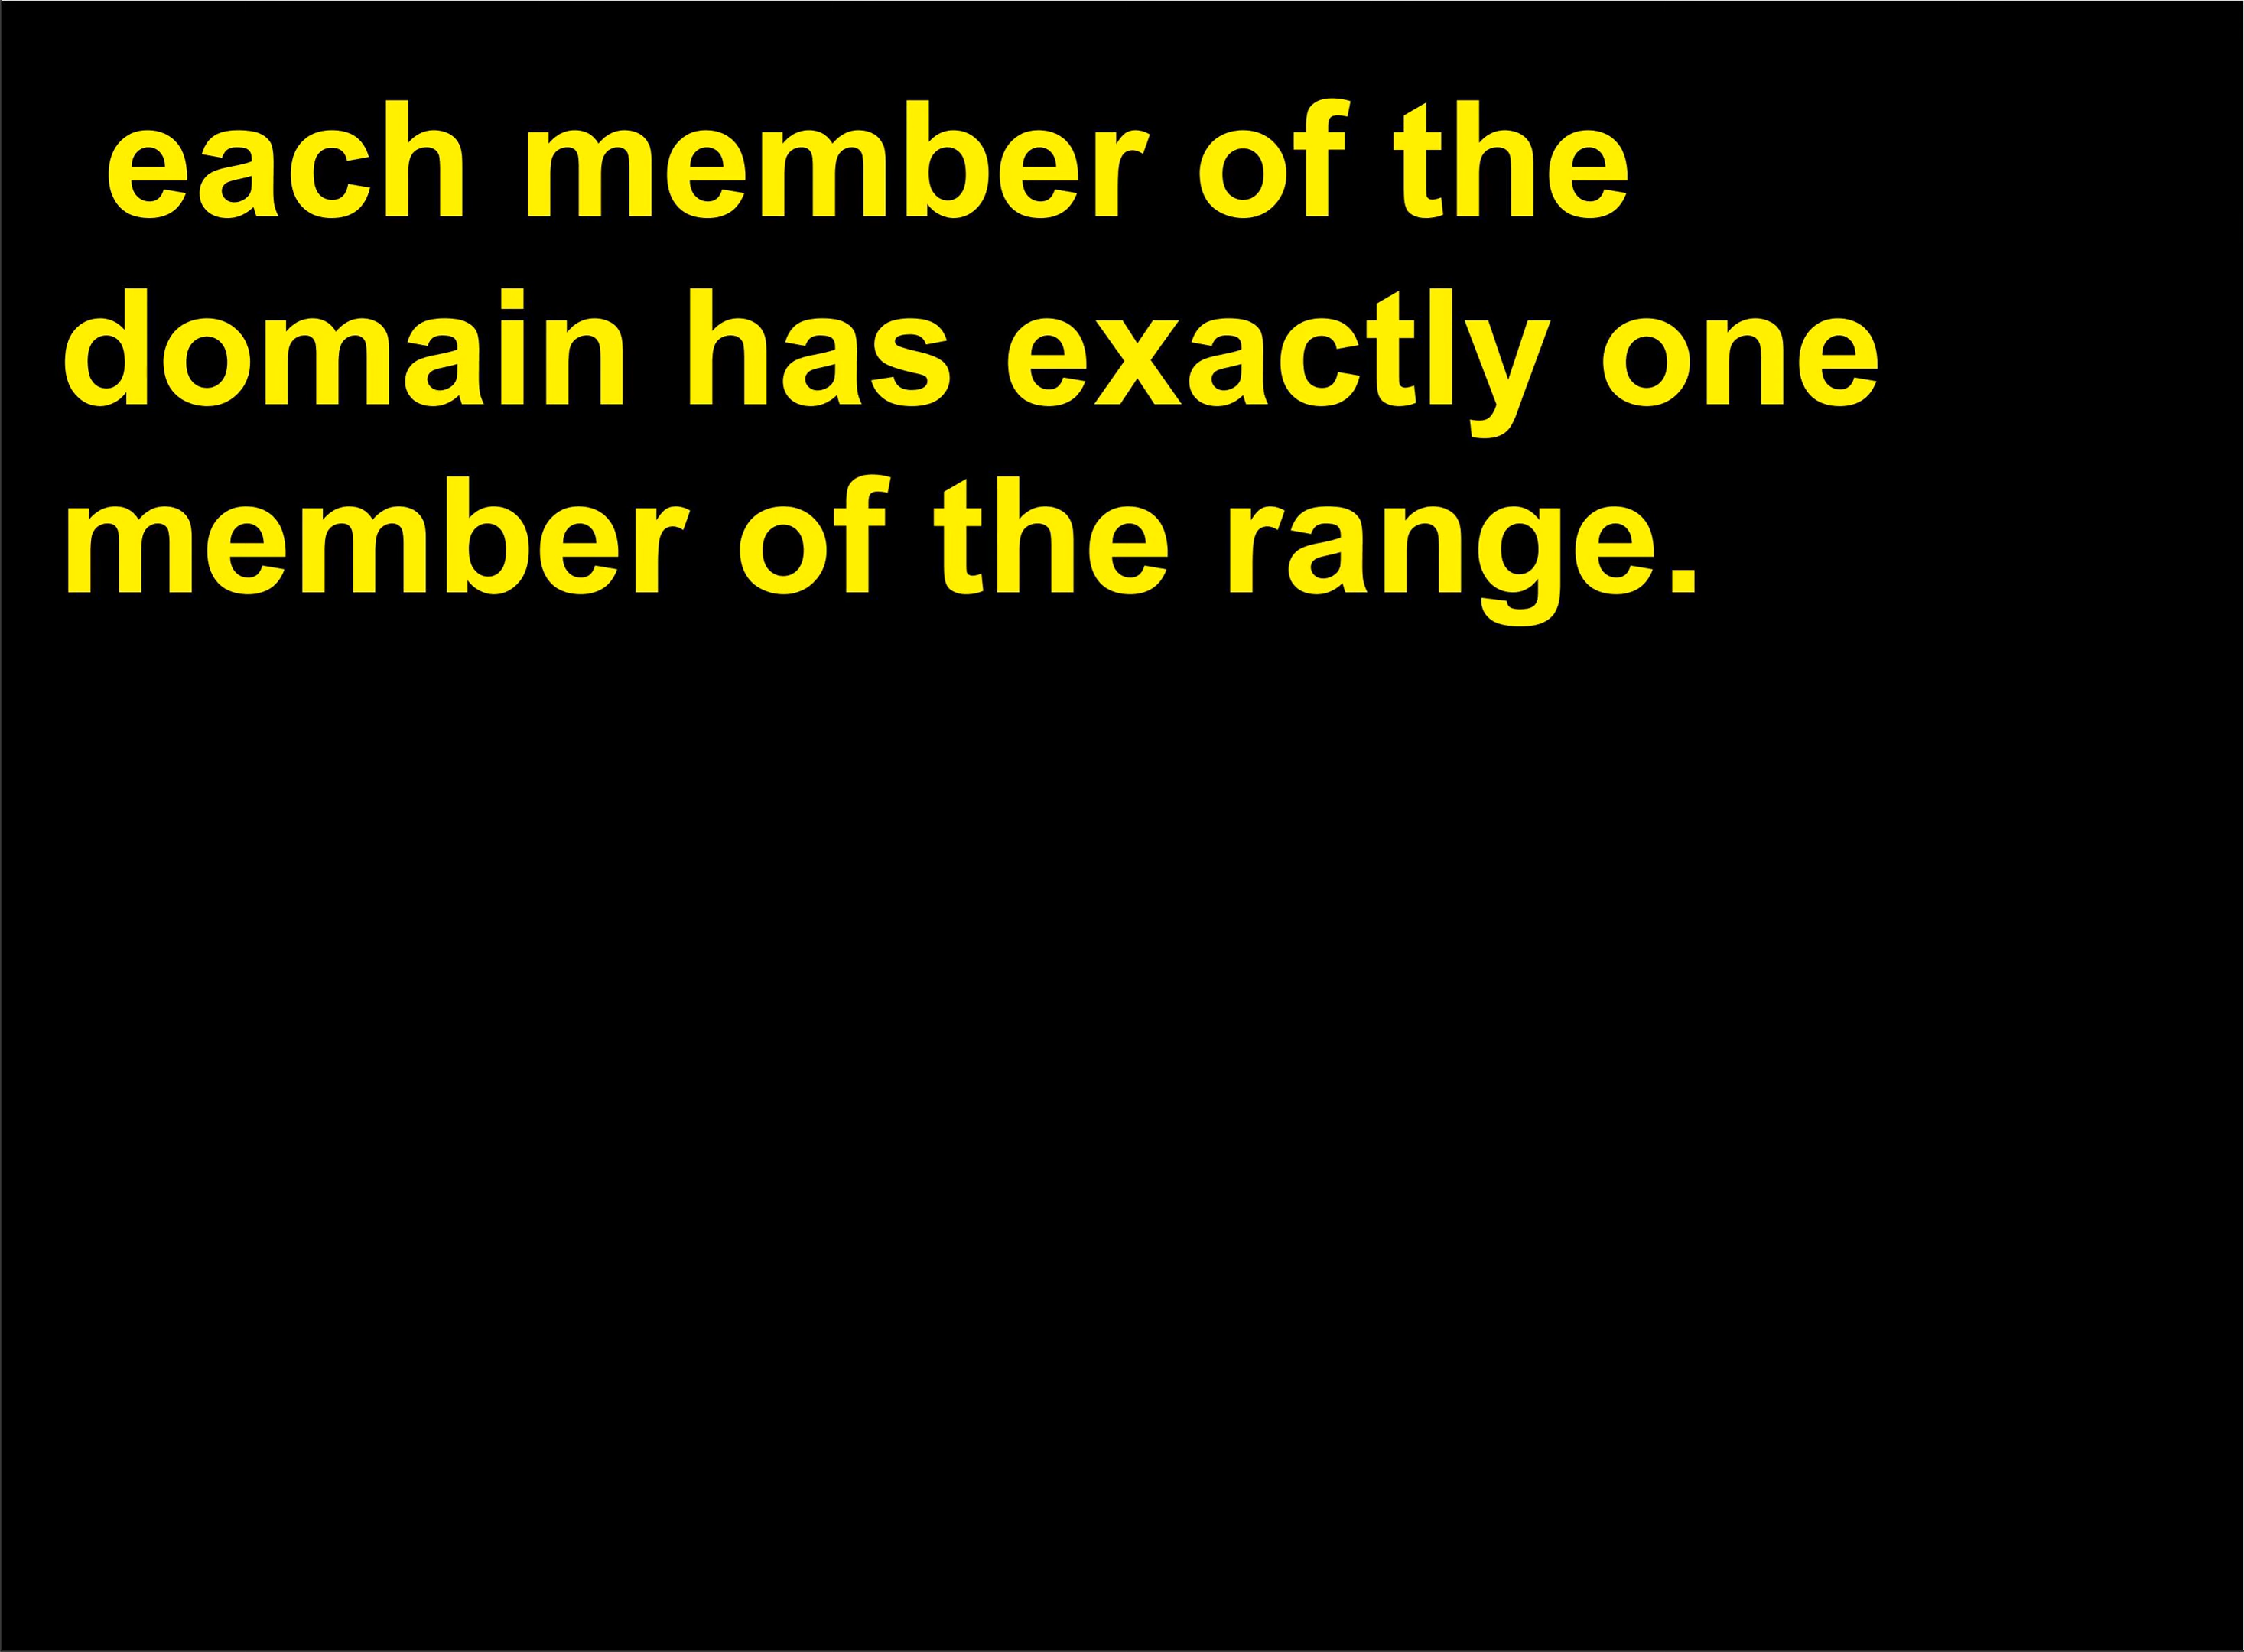 each member of the
domain has exactly one
member of the range.